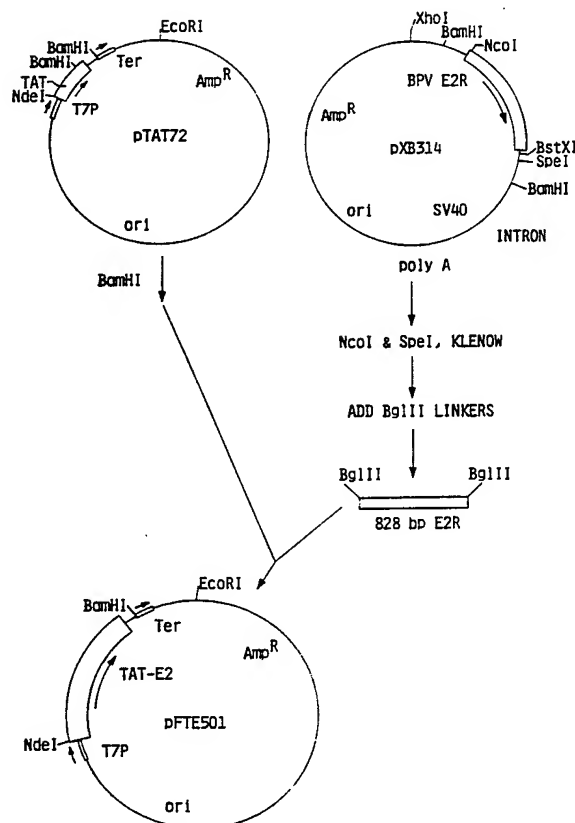 EcoRI
BamHI
BamHI
Ter
TAT
NdeI
T7P
Amp^R
pTAT72
ori
BamHI
XhoI
BamHI
NcoI
BPV E2R
Amp^R
pXB314
BstXI
SpeI
BamHI
ori
SV40
INTRON
poly A
NcoI & SpeI, KLENOW
ADD BglII LINKERS
BglII
BglII
828 bp E2R
EcoRI
BamHI
Ter
Amp^R
TAT-E2
pFTE501
NdeI
T7P
ori